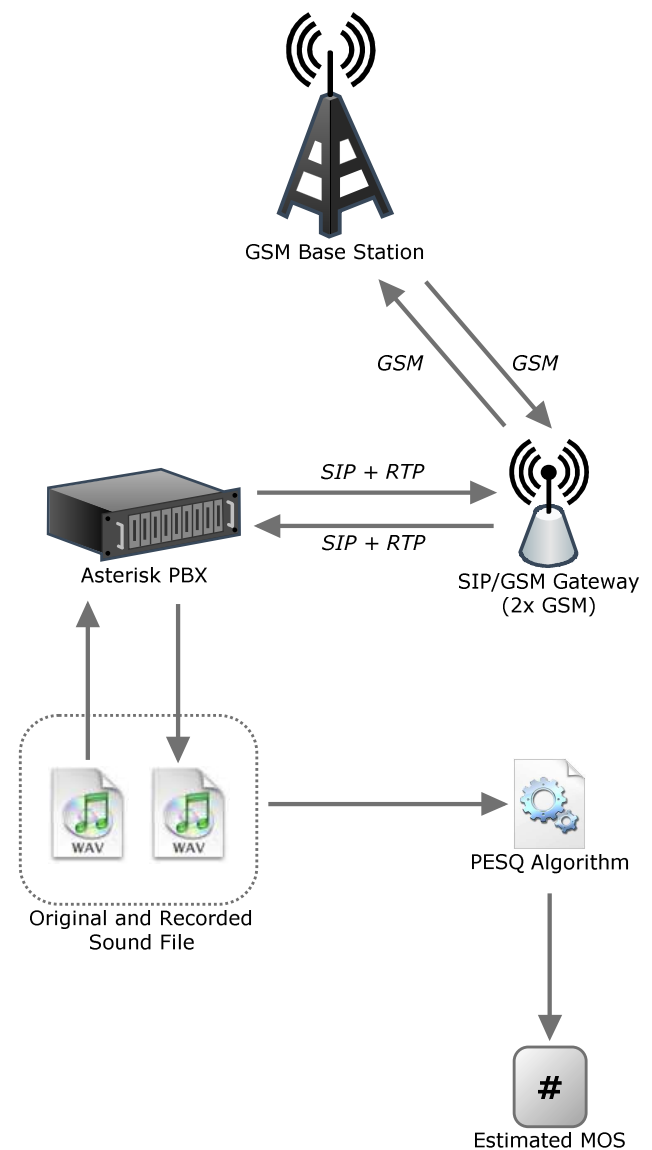 GSM Base Station
GSM
GSM
SIP + RTP
SIP + RTP
Asterisk PBX
SIP/GSM Gateway
(2x GSM)
WAV
WAV
PESQ Algorithm
Original and Recorded
Sound File
#
Estimated MOS